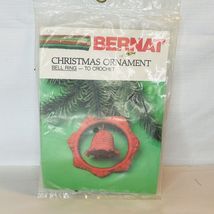 BERNAT
CHRISTMAS ORNAMENT
BELL RING — TO CROCHET